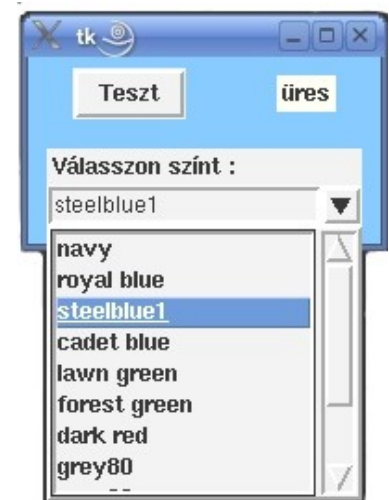 tk
Teszt
üres
Válasszon színt :
steelblue1
navy
royal blue
steelblue1
cadet blue
lawn green
forest green
dark red
grey80